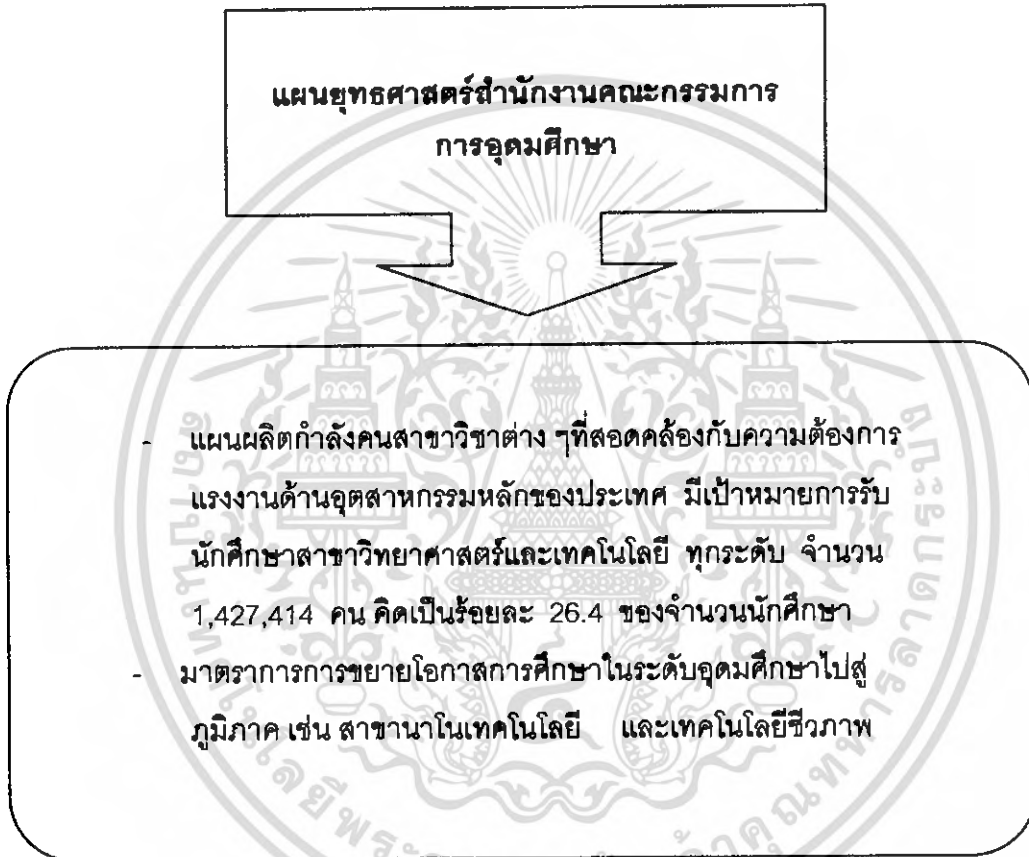 แผนยุทธศาสตร์สำนักงานคณะกรรมการ
การอุดมศึกษา
- แผนผลิตกำลังคนสาขาวิชาต่าง ๆที่สอดคล้องกับความต้องการ
แรงงานด้านอุตสาหกรรมหลักของประเทศ มีเป้าหมายการรับ
นักศึกษาสาขาวิทยาศาสตร์และเทคโนโลยี ทุกระดับ จำนวน
1,427,414 คน คิดเป็นร้อยละ 26.4 ของจำนวนนักศึกษา
- มาตราการการขยายโอกาสการศึกษาในระดับอุดมศึกษาไปสู่
ภูมิภาค เช่น สาขานาโนเทคโนโลยี และเทคโนโลยีชีวภาพ